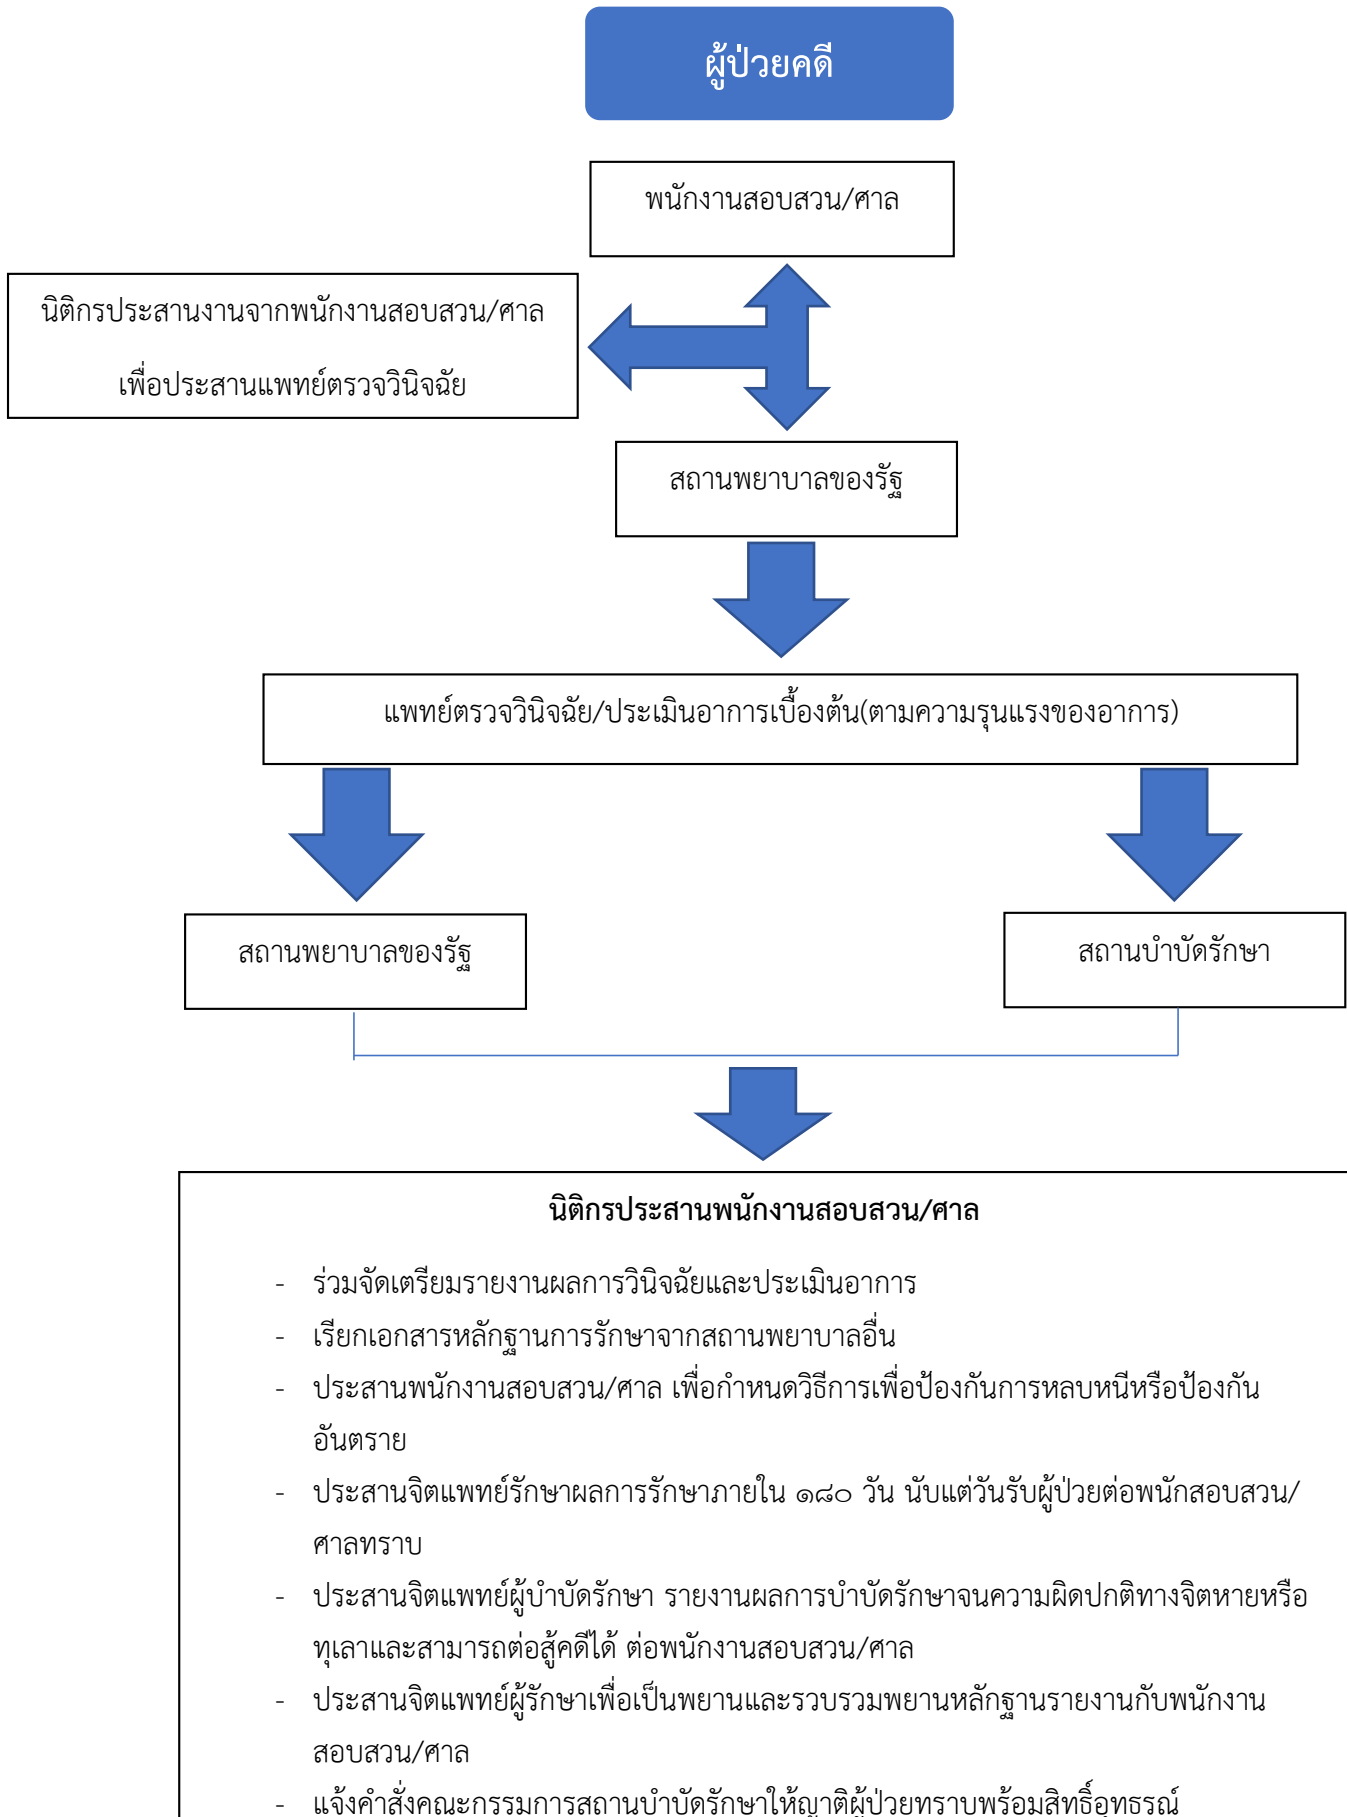 ผู้ป่วยคดี
พนักงานสอบสวน/ศาล
นิติกรประสานงานจากพนักงานสอบสวน/ศาล
เพื่อประสานแพทย์ตรวจวินิจฉัย
สถานพยาบาลของรัฐ
แพทย์ตรวจวินิจฉัย/ประเมินอาการเบื้องต้น(ตามความรุนแรงของอาการ)
สถานพยาบาลของรัฐ
สถานบำบัดรักษา
นิติกรประสานพนักงานสอบสวน/ศาล
- ร่วมจัดเตรียมรายงานผลการวินิจฉัยและประเมินอาการ
- เรียกเอกสารหลักฐานการรักษาจากสถานพยาบาลอื่น
- ประสานพนักงานสอบสวน/ศาล เพื่อกำหนดวิธีการเพื่อป้องกันการหลบหนีหรือป้องกัน
อันตราย
- ประสานจิตแพทย์รักษาผลการรักษาภายใน ๑๘๐ วัน นับแต่วันรับผู้ป่วยต่อพนักสอบสวน/
ศาลทราบ
- ประสานจิตแพทย์ผู้บำบัดรักษา รายงานผลการบำบัดรักษาจนความผิดปกติทางจิตหายหรือ
ทุเลาและสามารถต่อสู้คดีได้ ต่อพนักงานสอบสวน/ศาล
- ประสานจิตแพทย์ผู้รักษาเพื่อเป็นพยานและรวบรวมพยานหลักฐานรายงานกับพนักงาน
สอบสวน/ศาล
- แจ้งคำสั่งคณะกรรมการสถานบำบัดรักษาให้ญาติผู้ป่วยทราบพร้อมสิทธิ์อุทธรณ์